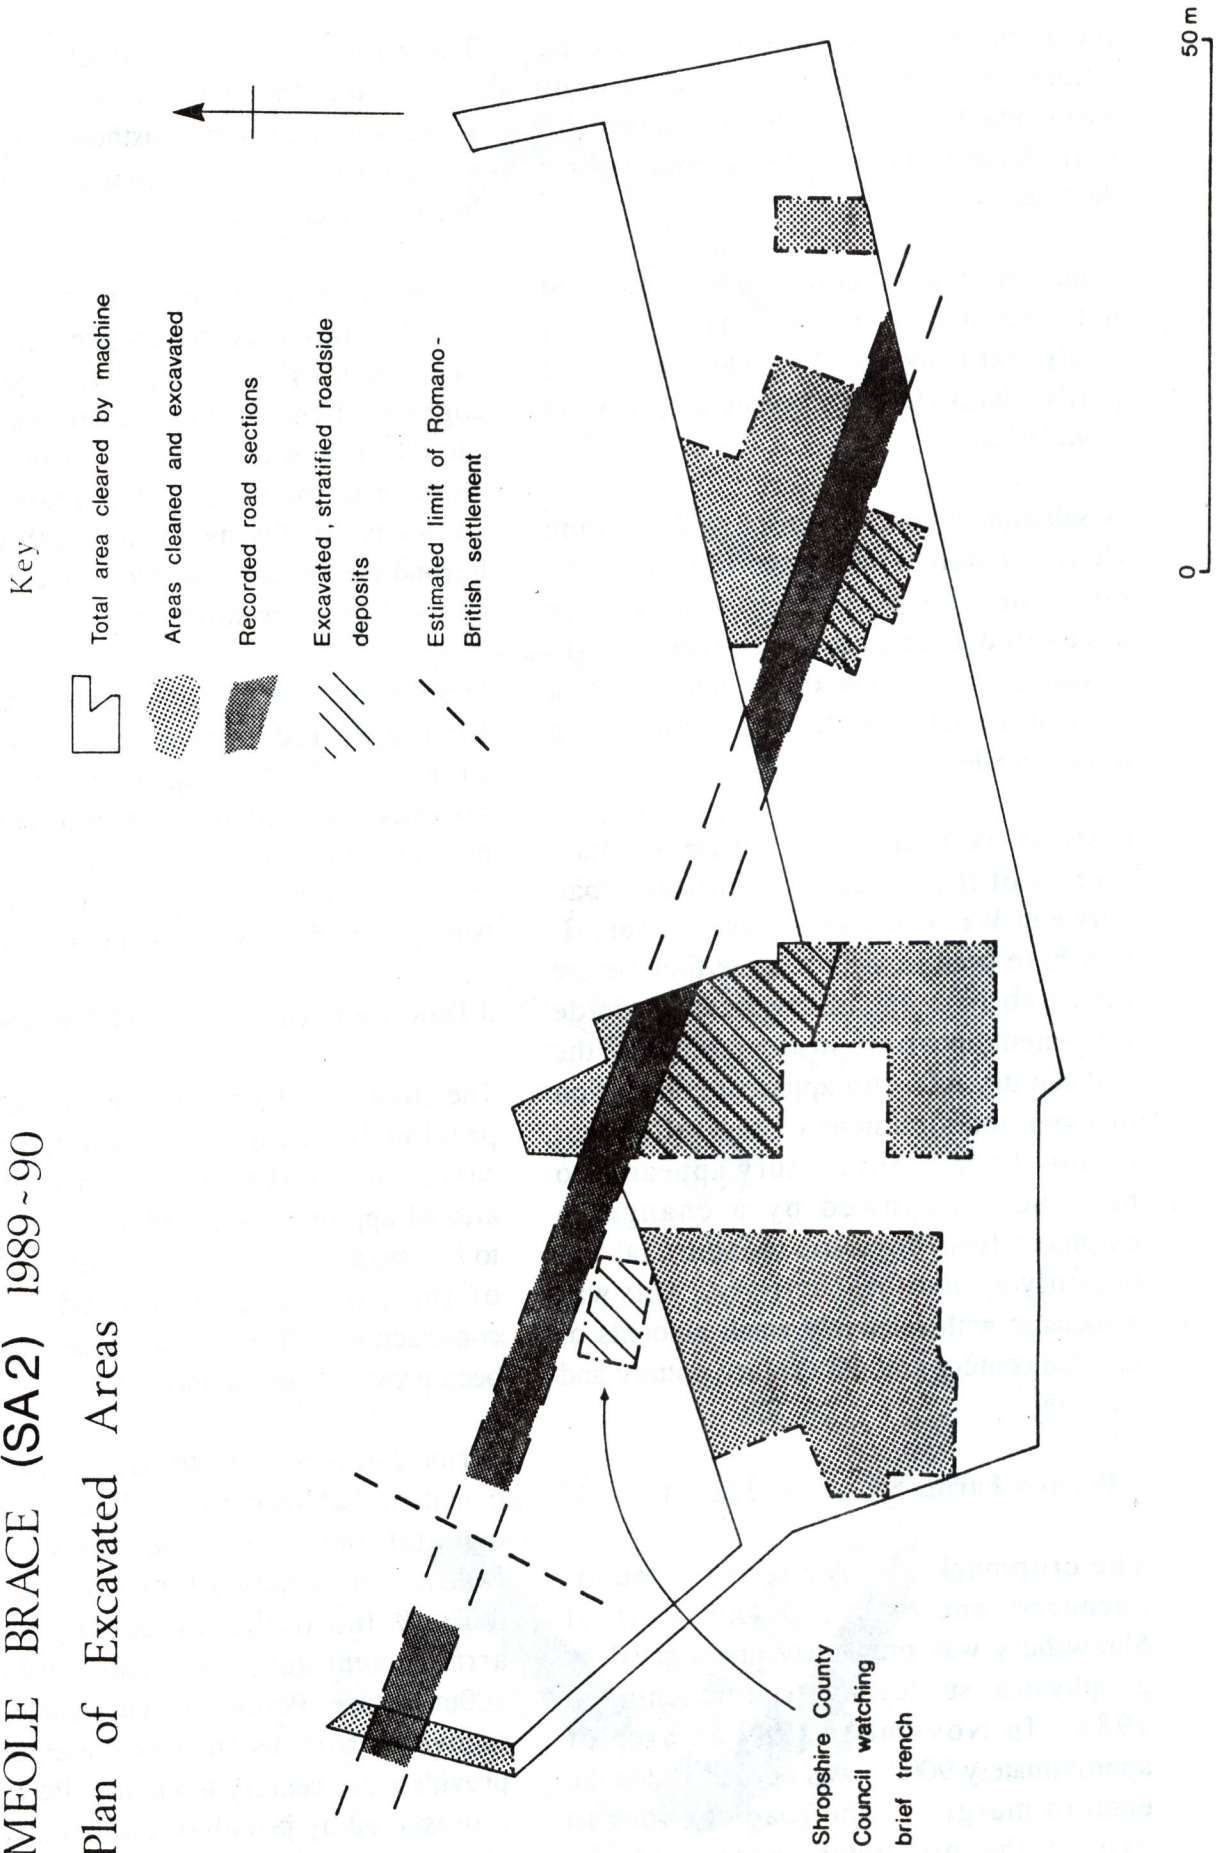 MEOLE BRACE (SA2) 1989~90
Plan of Excavated Areas
Key
Total area cleared by machine
Areas cleaned and excavated
Recorded road sections
Excavated, stratified roadside
deposits
Estimated limit of Romano-
British settlement
Shropshire County
Council watching
brief trench
0
50 m